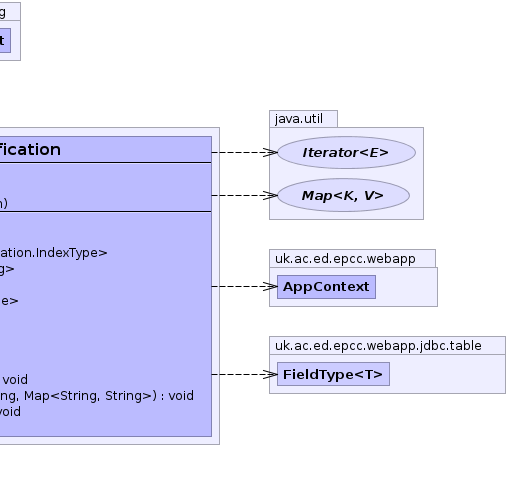 g
t
java.util
fication
Iterator<E>
Map<K, V>
n)
ation.IndexType>
uk.ac.ed.epcc.webapp
g>
AppContext
e>
uk.ac.ed.epcc.webapp.jdbc.table
FieldType<T>
void
ng, Map<String, String>) : void
void